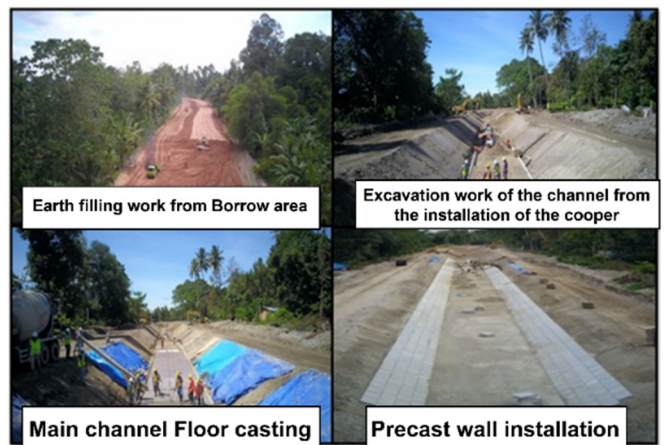 Earth filling work from Borrow area
Excavation work of the channel from
the installation of the cooper
Main channel Floor casting
Precast wall installation